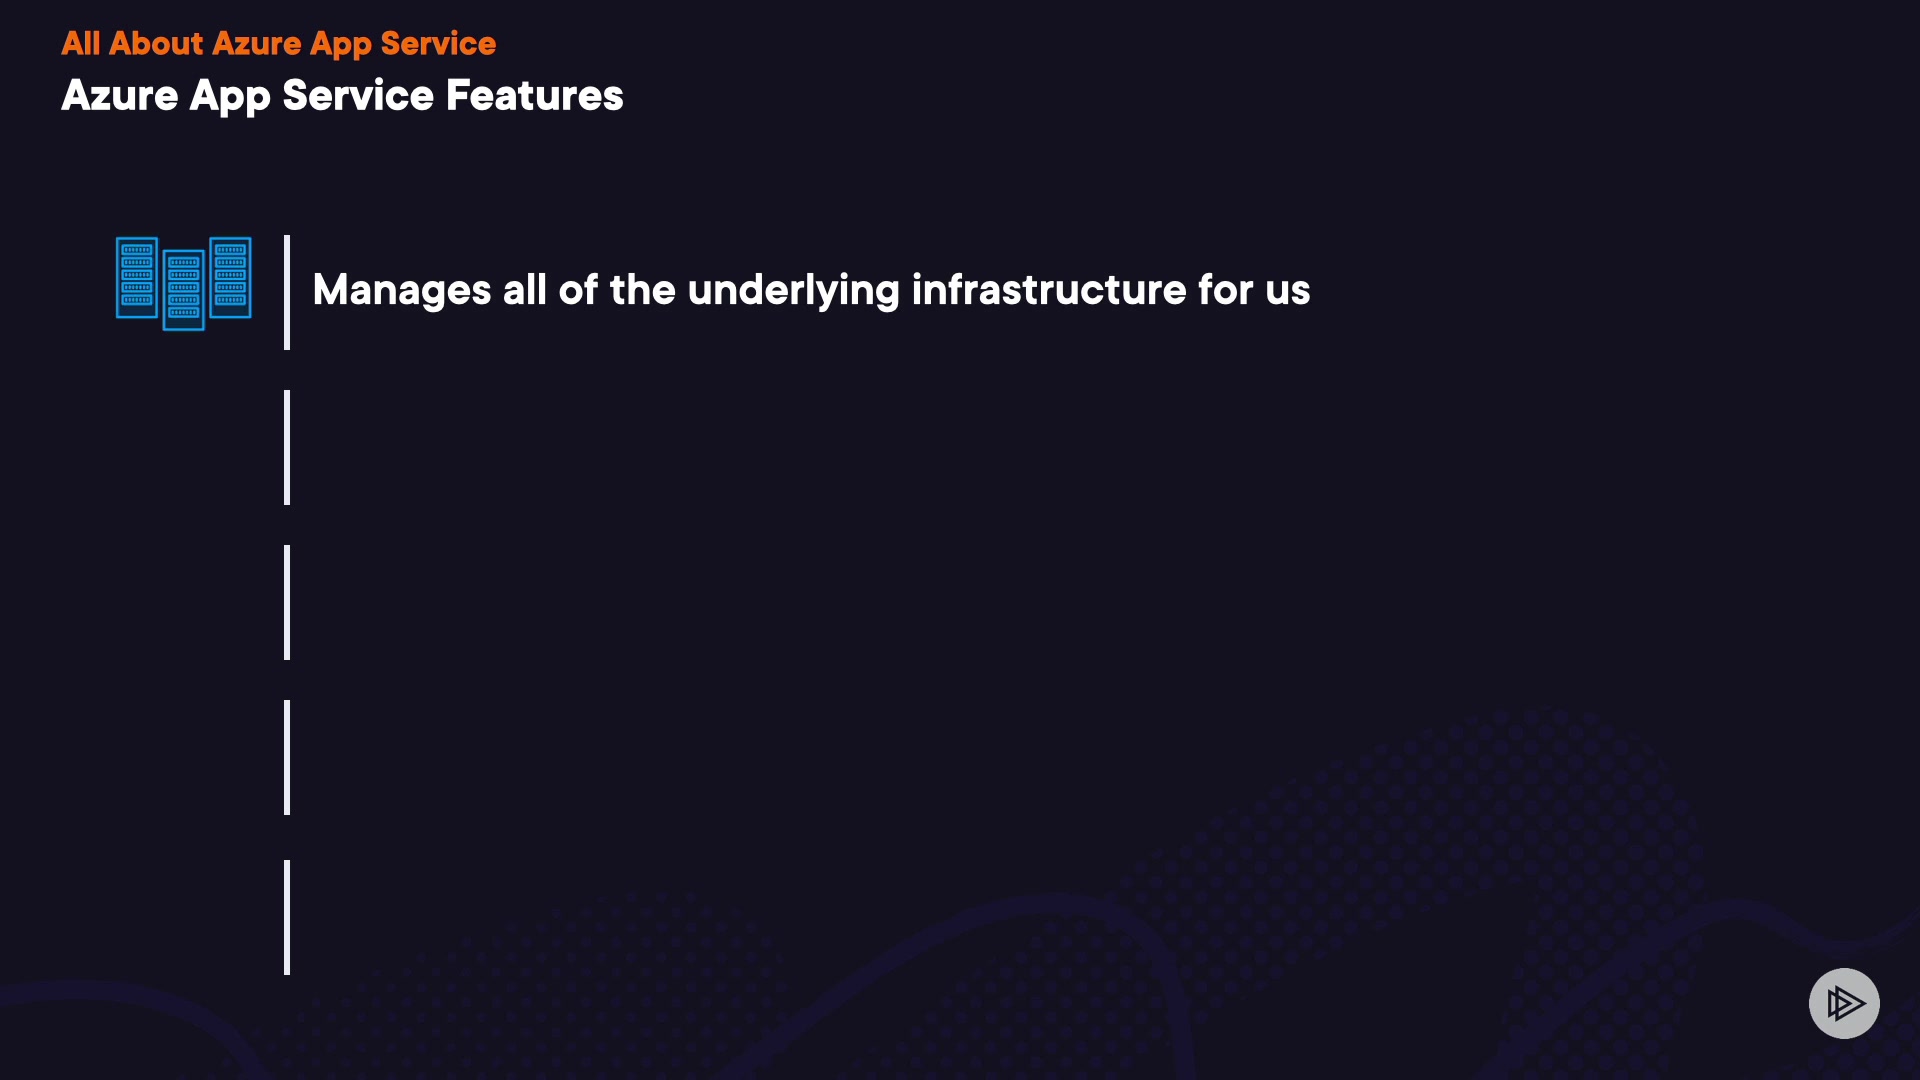 All About Azure App Service
Azure App Service Features
Manages all of the underlying infrastructure for us